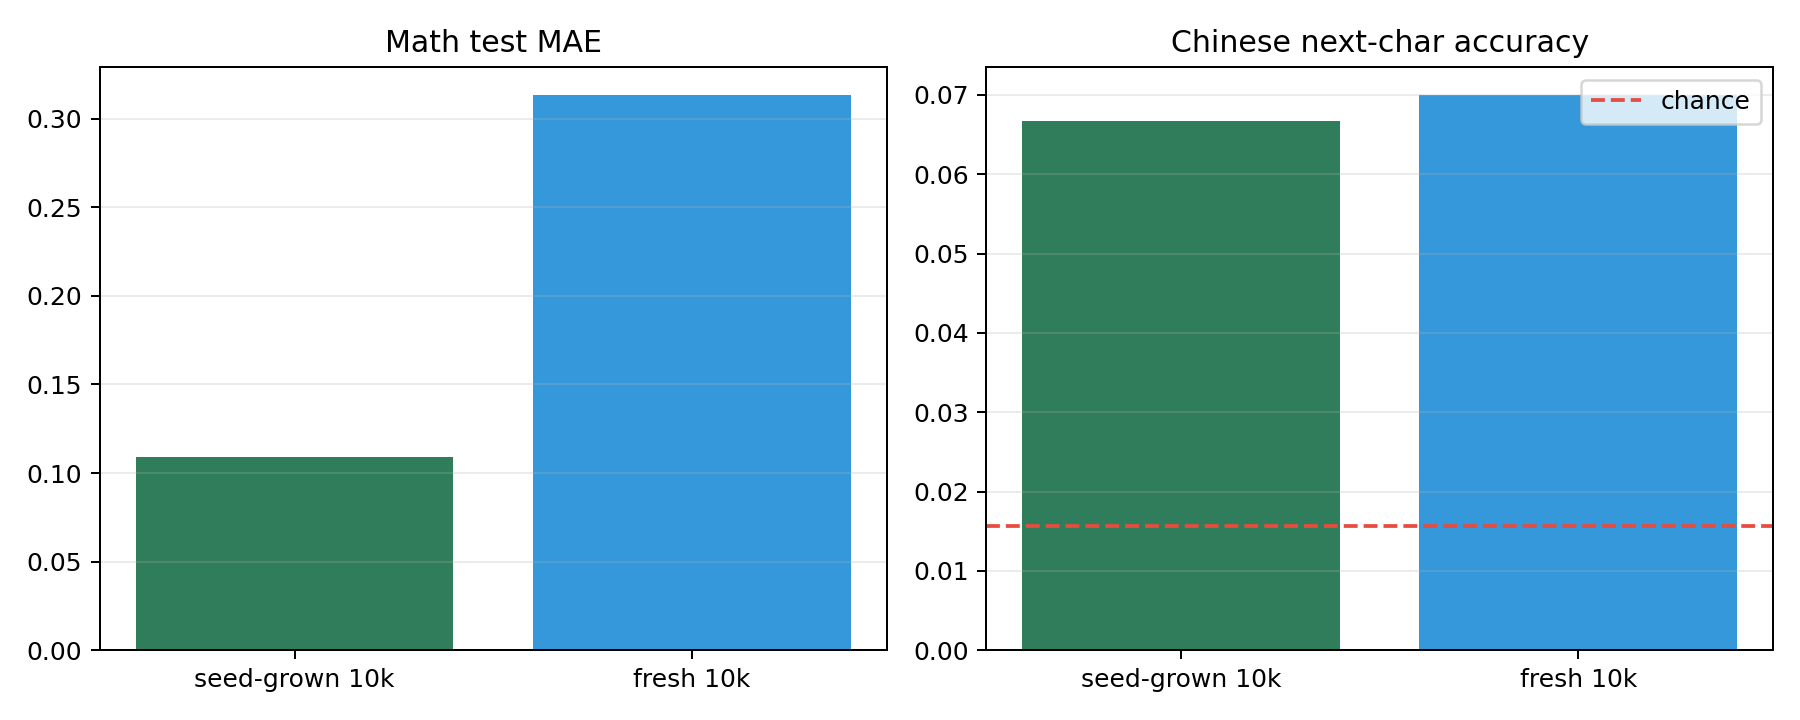 Math test MAE
0.30
0.25
0.20
0.15
0.10
0.05
0.00
seed-grown 10k
fresh 10k
Chinese next-char accuracy
chance
0.07
0.06
0.05
0.04
0.03
0.02
0.01
0.00
seed-grown 10k
fresh 10k